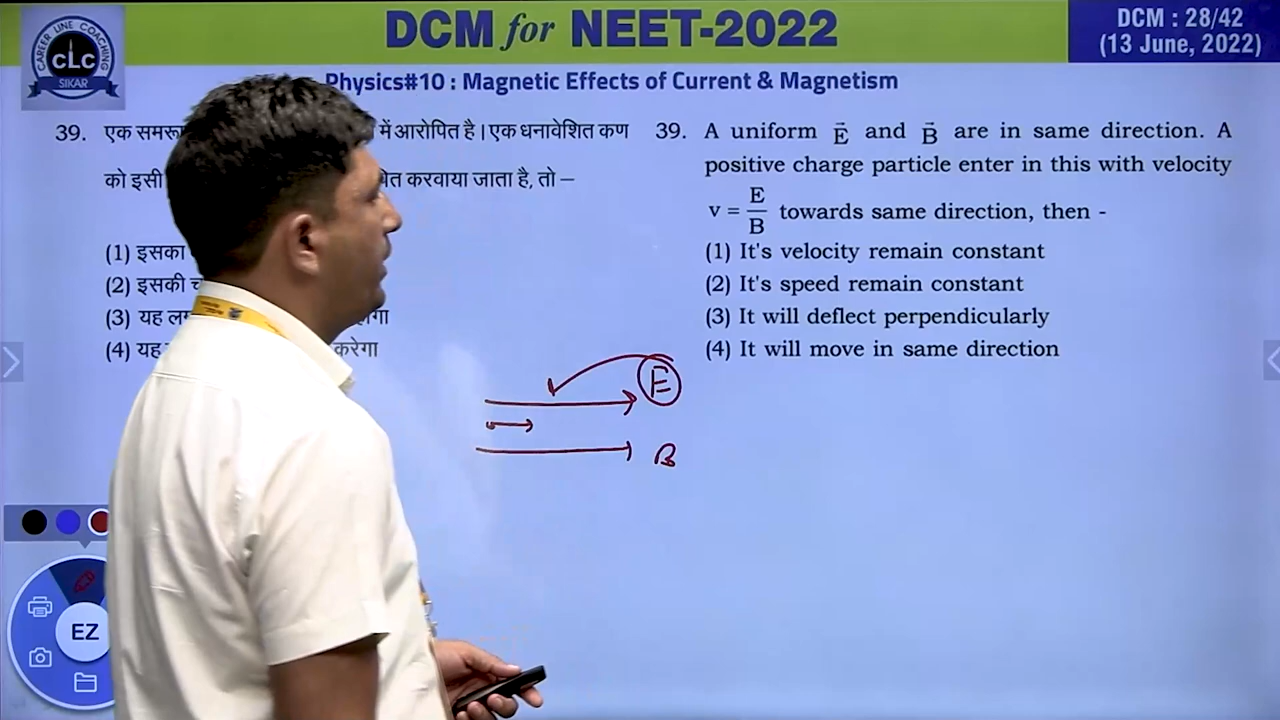 DCM for NEET-2022
DCM : 28/42
(13 June, 2022)
CAREER LINE COACHING
CLC
SIKAR
Physics#10 : Magnetic Effects of Current & Magnetism
39. एक में आरोपित है। एक धनावेशित कण
को इसी करवाया जाता है, तो –
(1) इसका
(2) इसकी
(3) यह
(4) यह करेगा
39. A uniform E⃗ and B⃗ are in same direction. A
positive charge particle enter in this with velocity
v = E/B towards same direction, then -
(1) It's velocity remain constant
(2) It's speed remain constant
(3) It will deflect perpendicularly
(4) It will move in same direction
E
B
EZ